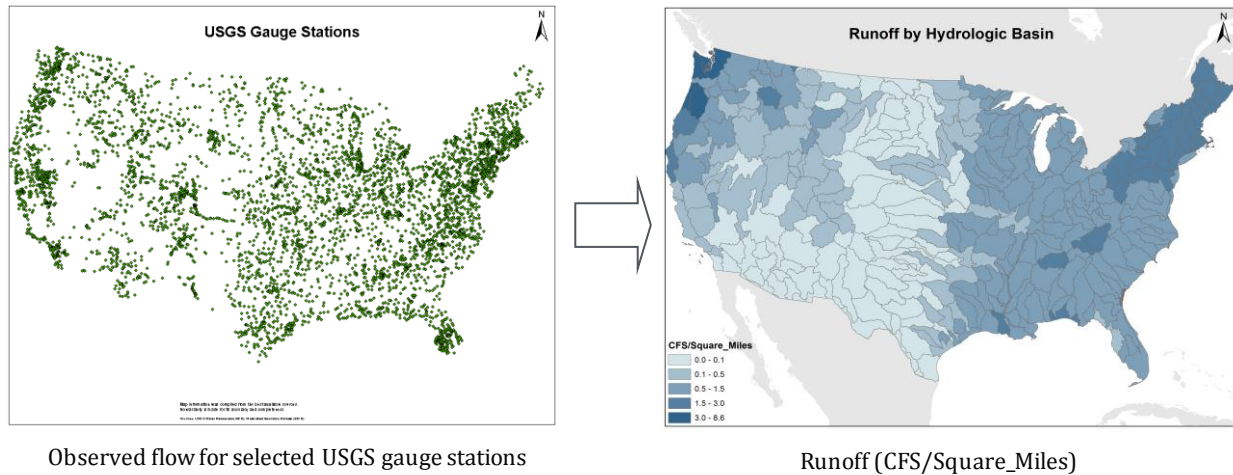 USGS Gauge Stations
N
Observed flow for selected USGS gauge stations
Runoff by Hydrologic Basin
N
CFS/Square_Miles
0.0 - 0.1
0.1 - 0.5
0.5 - 1.5
1.5 - 3.0
3.0 - 8.6
Runoff (CFS/Square_Miles)